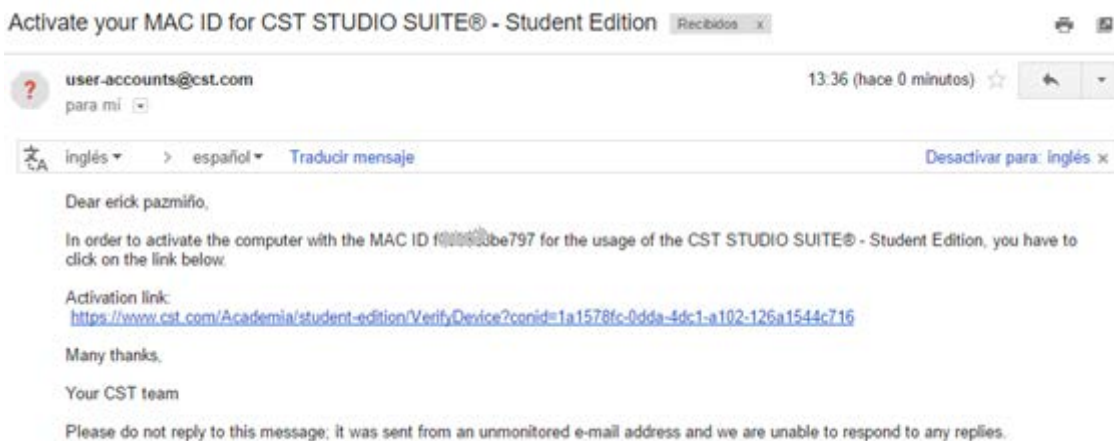 Activate your MAC ID for CST STUDIO SUITE® - Student Edition Recibidos x
user-accounts@cst.com 13:36 (hace 0 minutos)
?
para mí
inglés > español Traducir mensaje Desactivar para: inglés x
Dear erick pazmiño,
In order to activate the computer with the MAC ID be797 for the usage of the CST STUDIO SUITE® - Student Edition, you have to
click on the link below.
Activation link:
https://www.cst.com/Academia/student-edition/VerifyDevice?conid=1a1578fc-0dda-4dc1-a102-126a1544c716
Many thanks,
Your CST team
Please do not reply to this message; it was sent from an unmonitored e-mail address and we are unable to respond to any replies.